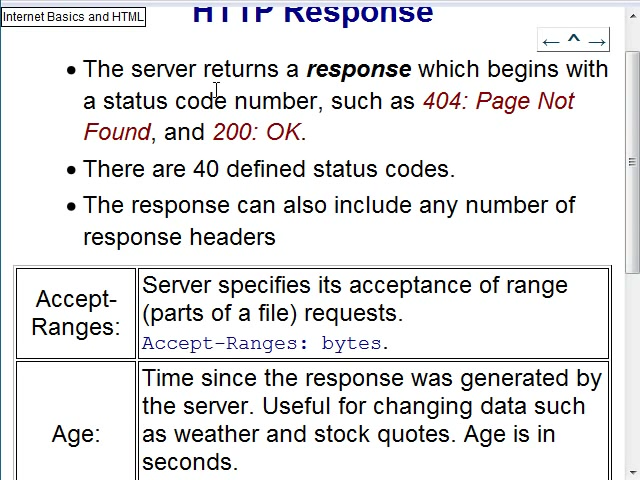 Internet Basics and HTML
HTTP Response
← ^ →
• The server returns a response which begins with
a status code number, such as 404: Page Not
Found, and 200: OK.
• There are 40 defined status codes.
• The response can also include any number of
response headers
Accept-
Ranges:
Server specifies its acceptance of range
(parts of a file) requests.
Accept-Ranges: bytes.
Age:
Time since the response was generated by
the server. Useful for changing data such
as weather and stock quotes. Age is in
seconds.